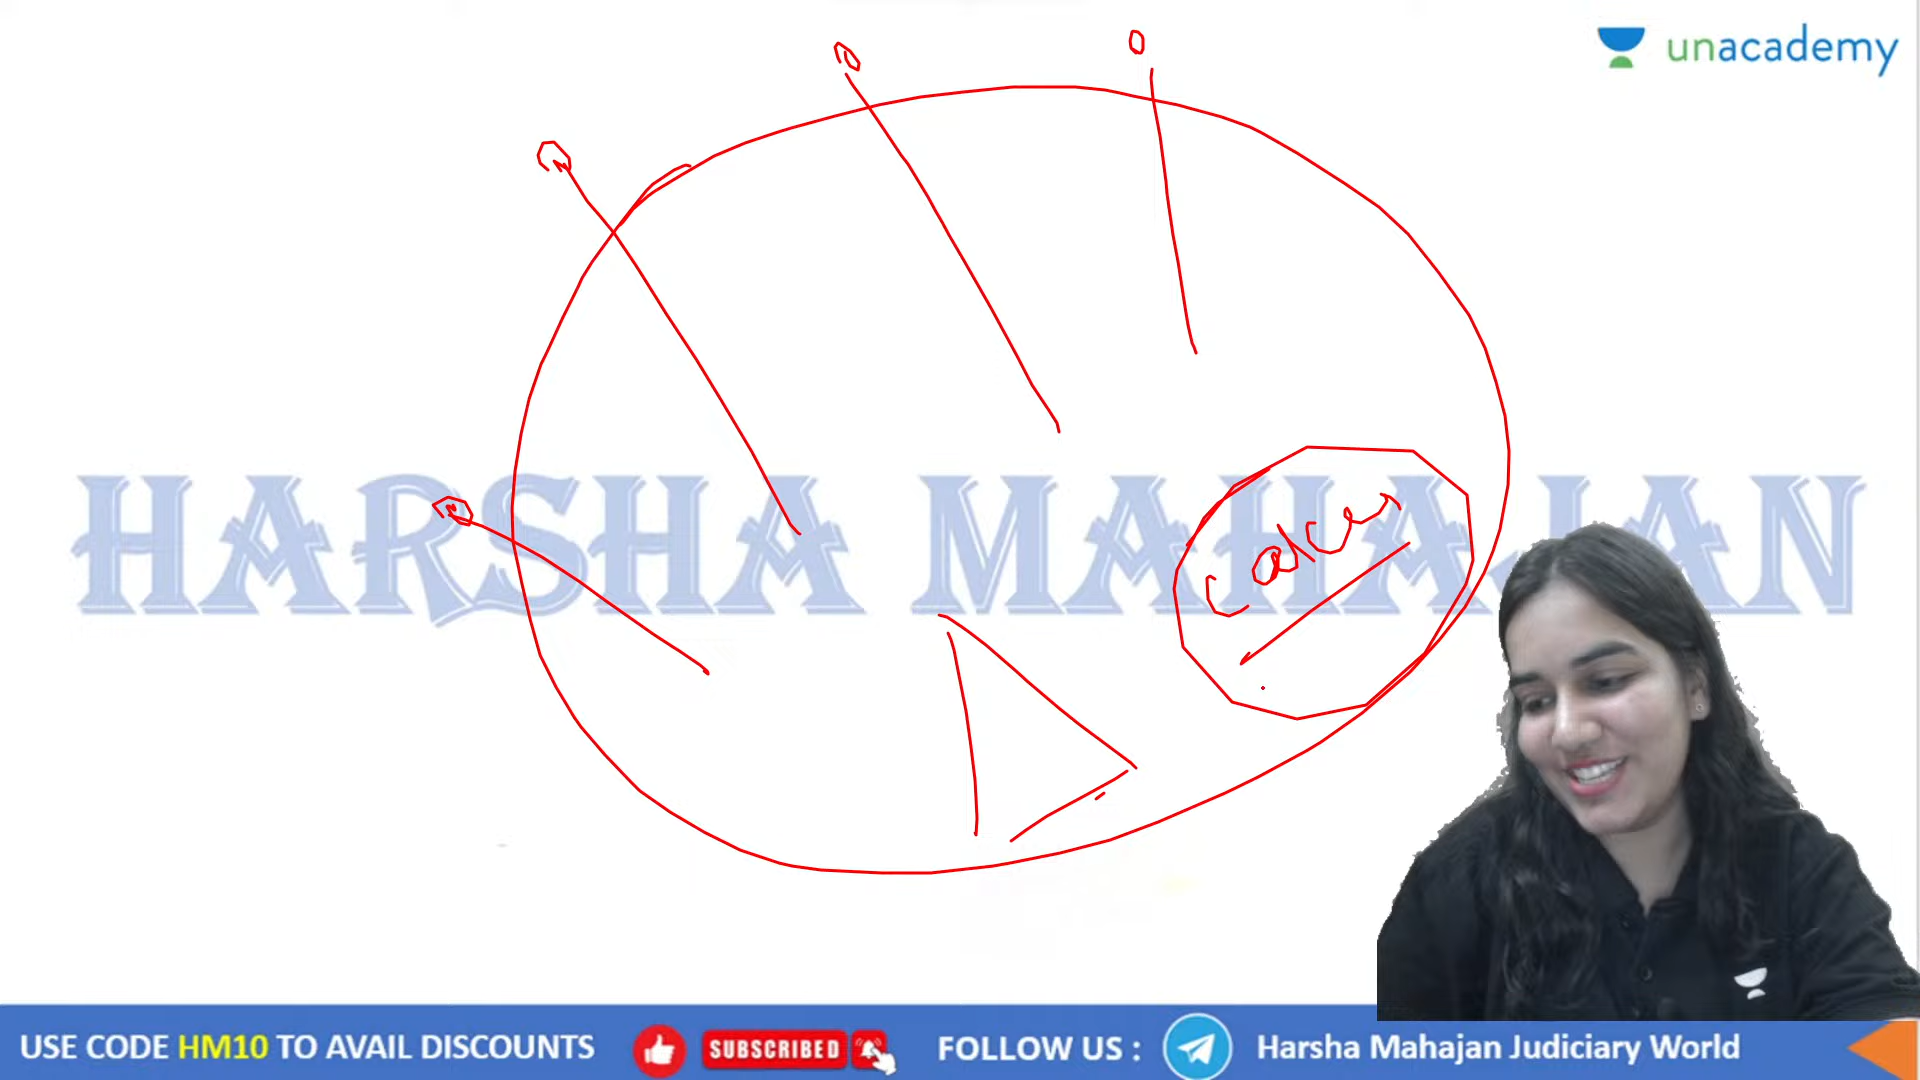 unacademy
HARSHA MAHAJAN
USE CODE HM10 TO AVAIL DISCOUNTS
SUBSCRIBED
FOLLOW US :
Harsha Mahajan Judiciary World